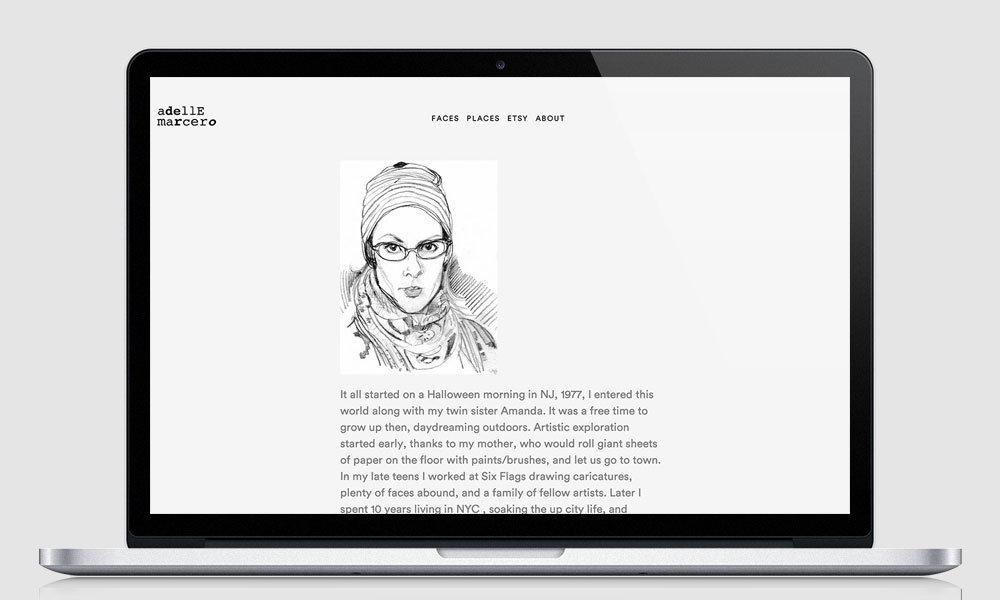 adellE
marcero
FACES PLACES ETSY ABOUT
It all started on a Halloween morning in NJ, 1977, I entered this
world along with my twin sister Amanda. It was a free time to
grow up then, daydreaming outdoors. Artistic exploration
started early, thanks to my mother, who would roll giant sheets
of paper on the floor with paints/brushes, and let us go to town.
In my late teens I worked at Six Flags drawing caricatures,
plenty of faces abound, and a family of fellow artists. Later I
spent 10 years living in NYC , soaking the up city life, and